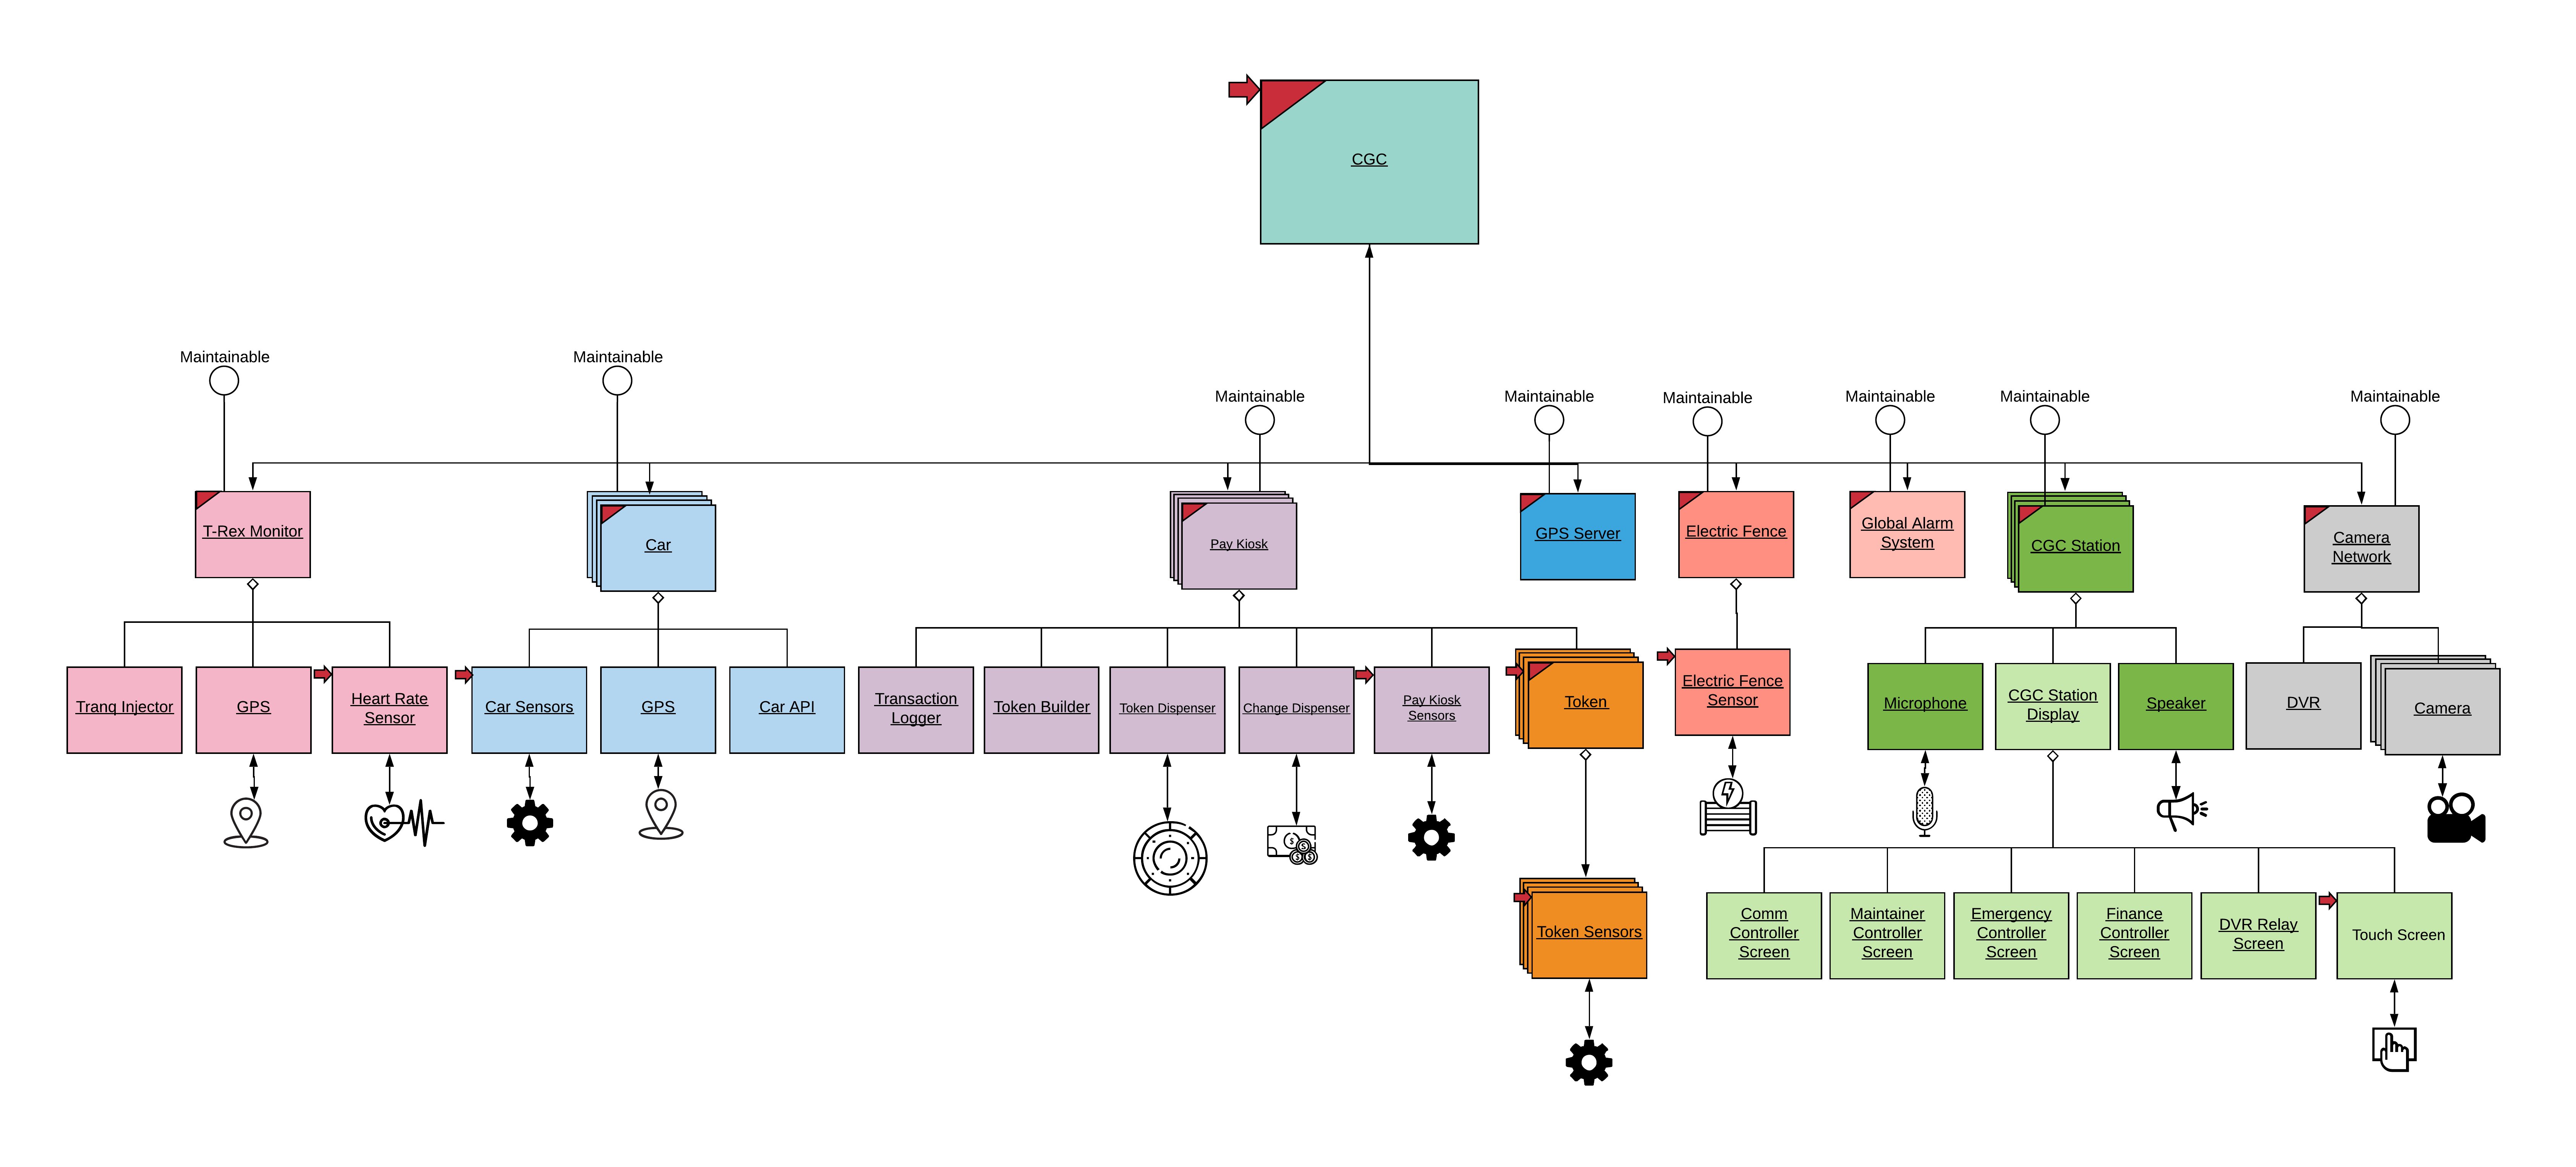 CGC
Maintainable
Maintainable
Maintainable
Maintainable
Maintainable
Maintainable
Maintainable
Maintainable
T-Rex Monitor
Car
Pay Kiosk
GPS Server
Electric Fence
Global Alarm
System
CGC Station
Camera
Network
Tranq Injector
GPS
Heart Rate
Sensor
Car Sensors
GPS
Car API
Transaction
Logger
Token Builder
Token Dispenser
Change Dispenser
Pay Kiosk
Sensors
Token
Electric Fence
Sensor
Microphone
CGC Station
Display
Speaker
DVR
Camera
Token Sensors
Comm
Controller
Screen
Maintainer
Controller
Screen
Emergency
Controller
Screen
Finance
Controller
Screen
DVR Relay
Screen
Touch Screen